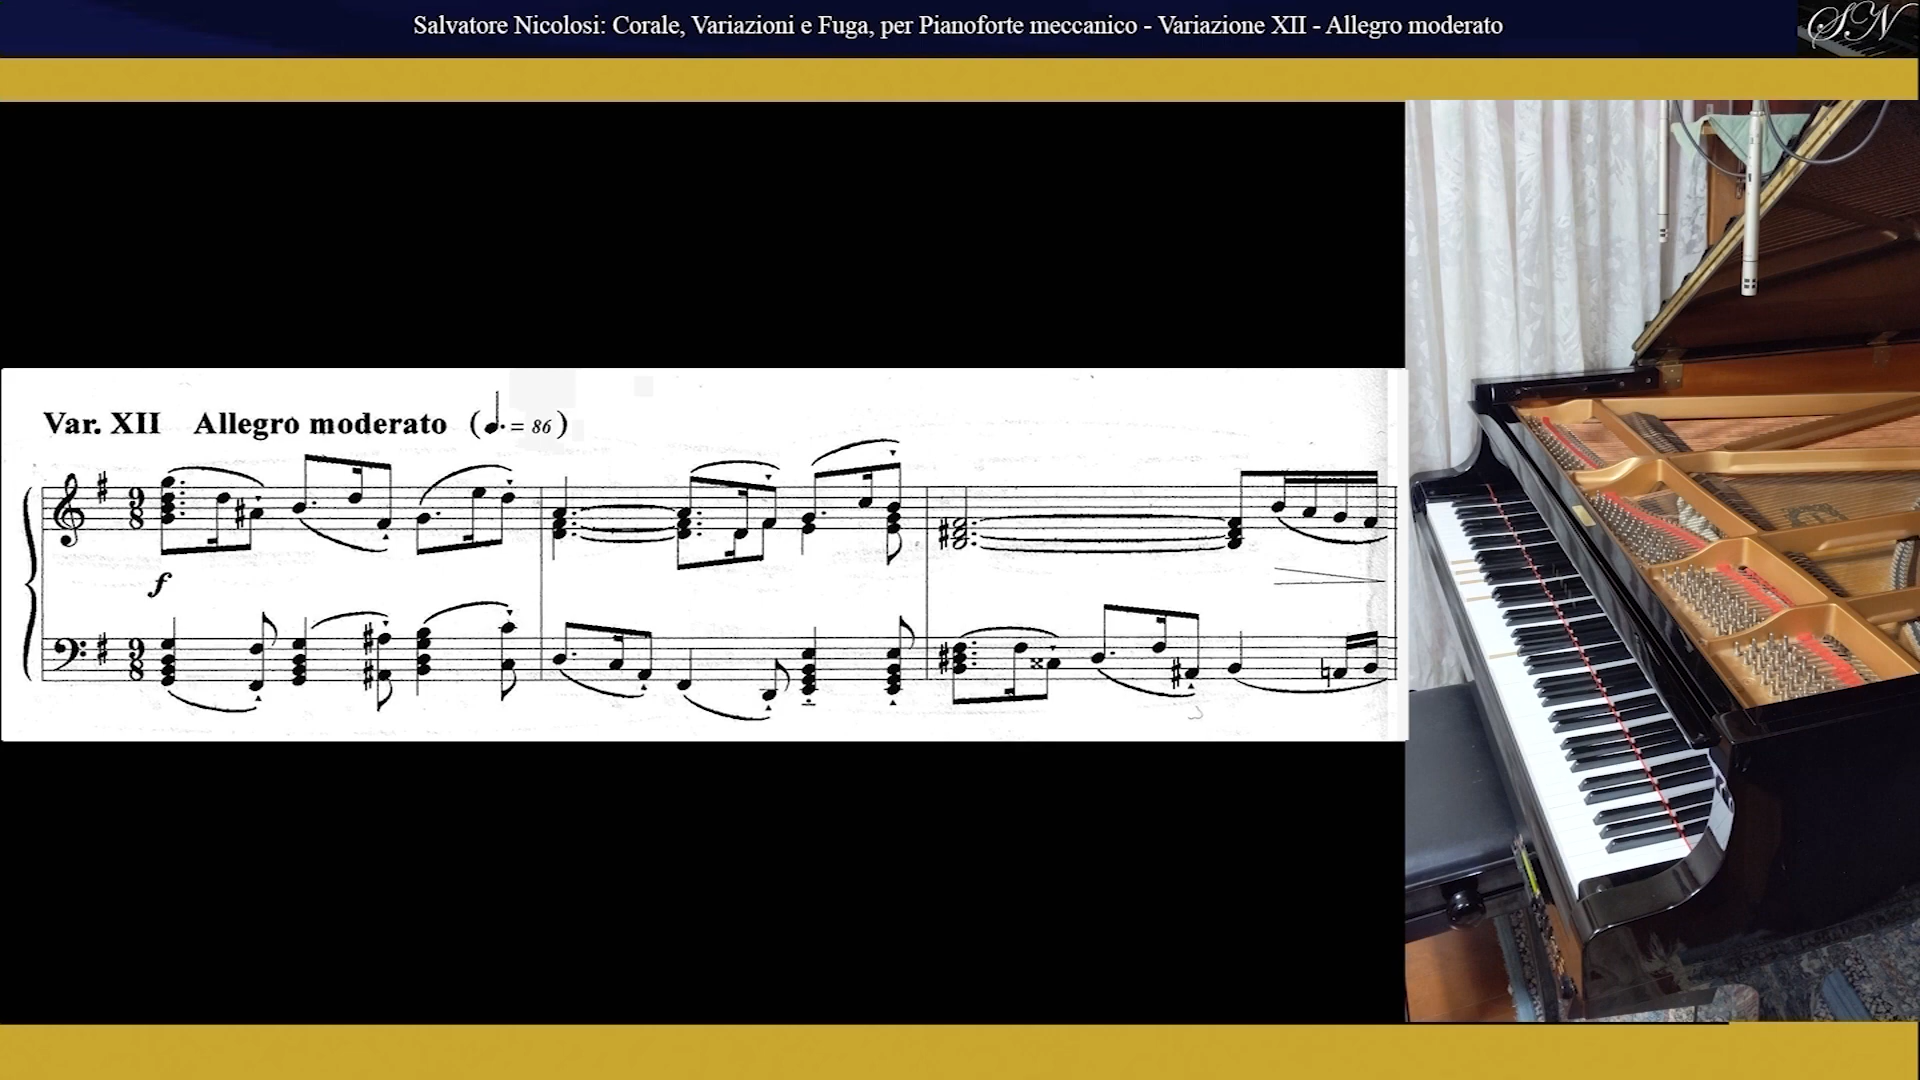 Salvatore Nicolosi: Corale, Variazioni e Fuga, per Pianoforte meccanico - Variazione XII - Allegro moderato
SN
Var. XII Allegro moderato (♩. = 86)
9 8
f
9 8